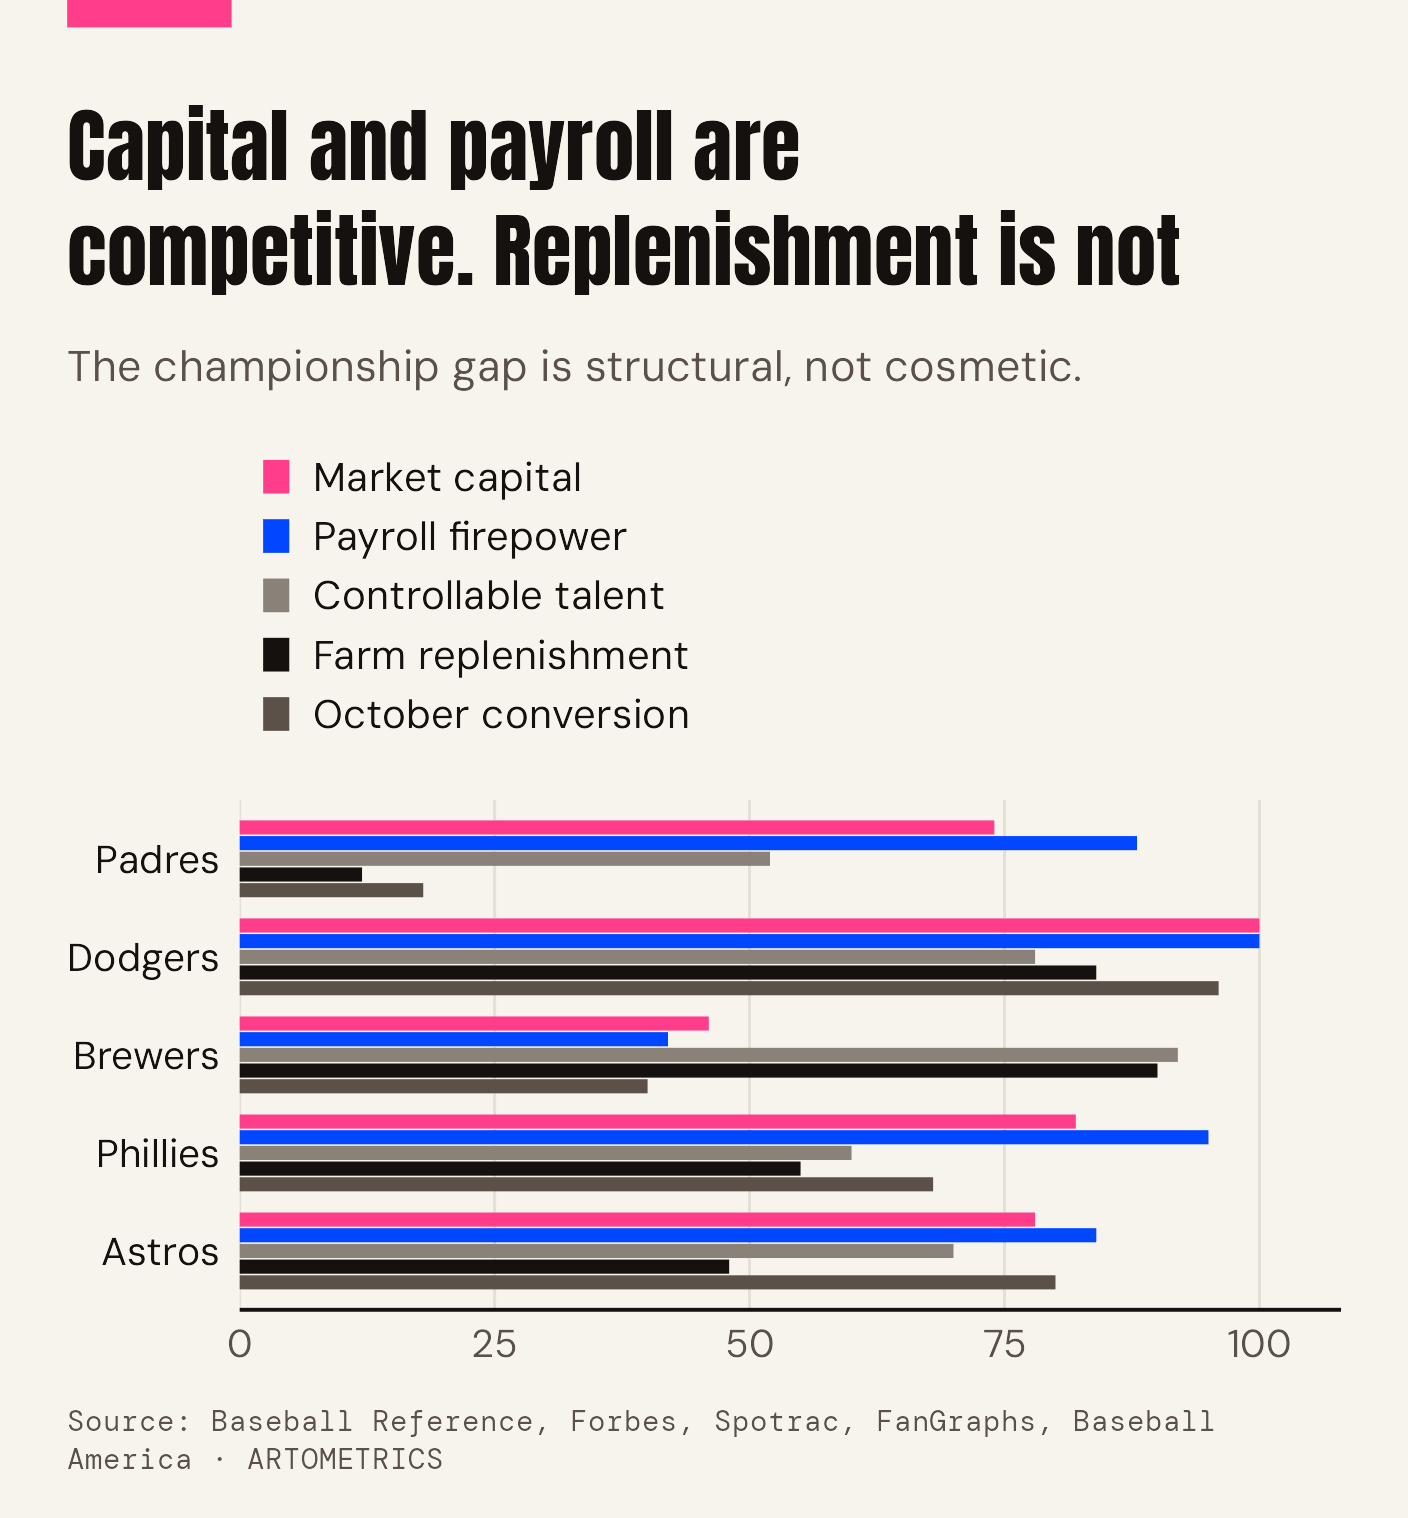 Capital and payroll are
competitive. Replenishment is not
The championship gap is structural, not cosmetic.
Market capital
Payroll firepower
Controllable talent
Farm replenishment
October conversion
Padres
Dodgers
Brewers
Phillies
Astros
0 25 50 75 100
Source: Baseball Reference, Forbes, Spotrac, FanGraphs, Baseball
America · ARTOMETRICS